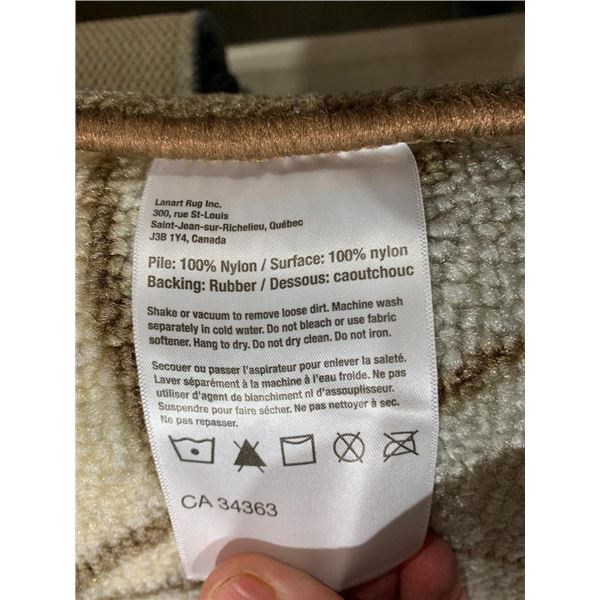 Lanart Rug Inc.
300, rue St-Louis
Saint-Jean-sur-Richelieu, Québec
J3B 1Y4, Canada
Pile: 100% Nylon / Surface: 100% nylon
Backing: Rubber / Dessous: caoutchouc
Shake or vacuum to remove loose dirt. Machine wash
separately in cold water. Do not bleach or use fabric
softener. Hang to dry. Do not dry clean. Do not iron.
Secouer ou passer l'aspirateur pour enlever la saleté.
Laver séparément à la machine à l'eau froide. Ne pas
utiliser d'agent de blanchiment ni d'assouplisseur.
Suspendre pour faire sécher. Ne pas nettoyer à sec.
Ne pas repasser.
CA 34363